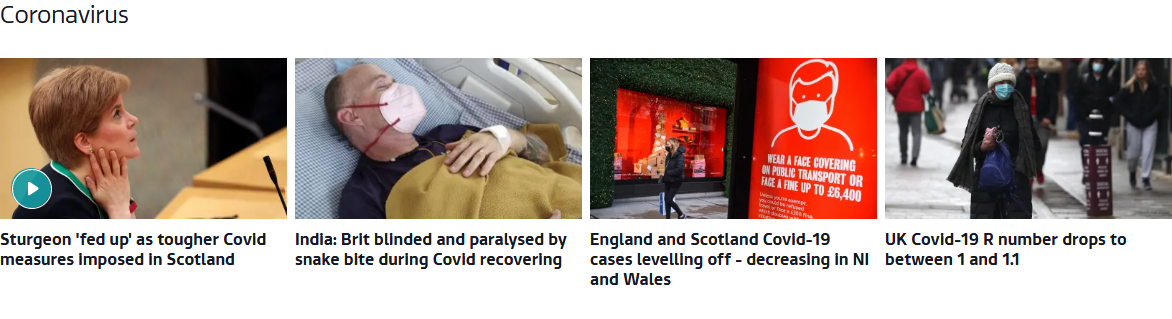 Coronavirus
Sturgeon 'fed up' as tougher Covid
measures imposed in Scotland
India: Brit blinded and paralysed by
snake bite during Covid recovering
WEAR A FACE COVERING
ON PUBLIC TRANSPORT OR
FACE A FINE UP TO £6,400
England and Scotland Covid-19
cases levelling off - decreasing in NI
and Wales
UK Covid-19 R number drops to
between 1 and 1.1